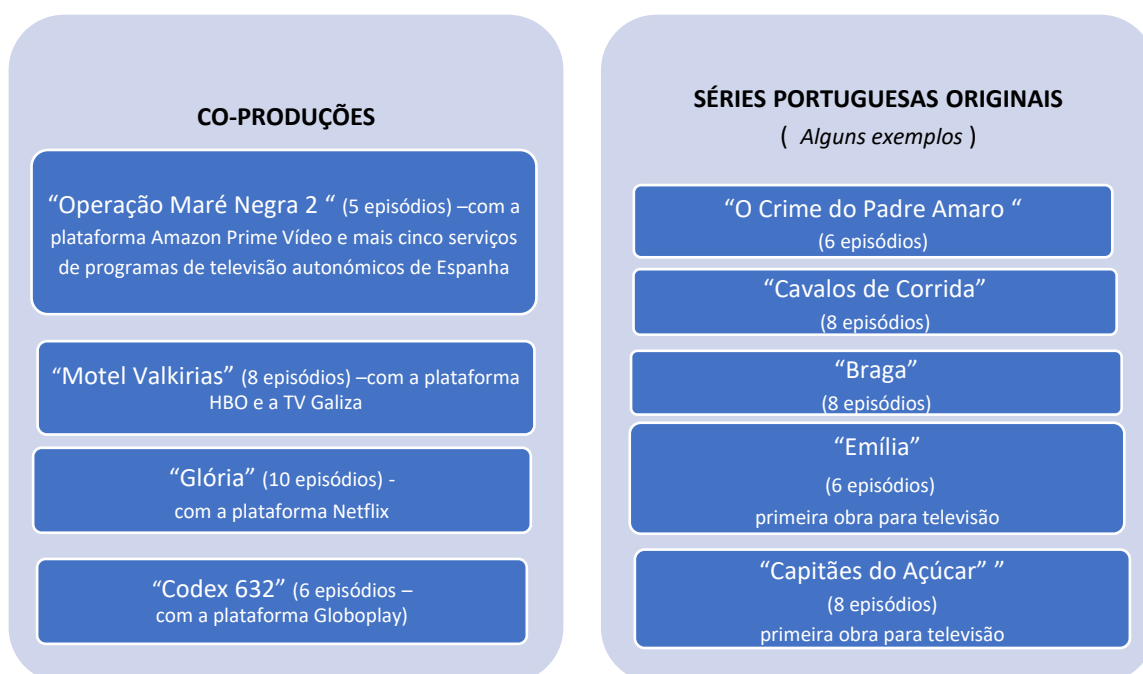 CO-PRODUÇÕES
“Operação Maré Negra 2 “ (5 episódios) –com a
plataforma Amazon Prime Vídeo e mais cinco serviços
de programas de televisão autonómicos de Espanha
“Motel Valkirias” (8 episódios) –com a plataforma
HBO e a TV Galiza
“Glória” (10 episódios) -
com a plataforma Netflix
“Codex 632” (6 episódios –
com a plataforma Globoplay)
SÉRIES PORTUGUESAS ORIGINAIS
( Alguns exemplos )
“O Crime do Padre Amaro “
(6 episódios)
“Cavalos de Corrida”
(8 episódios)
“Braga”
(8 episódios)
“Emília”
(6 episódios)
primeira obra para televisão
“Capitães do Açúcar” ”
(8 episódios)
primeira obra para televisão